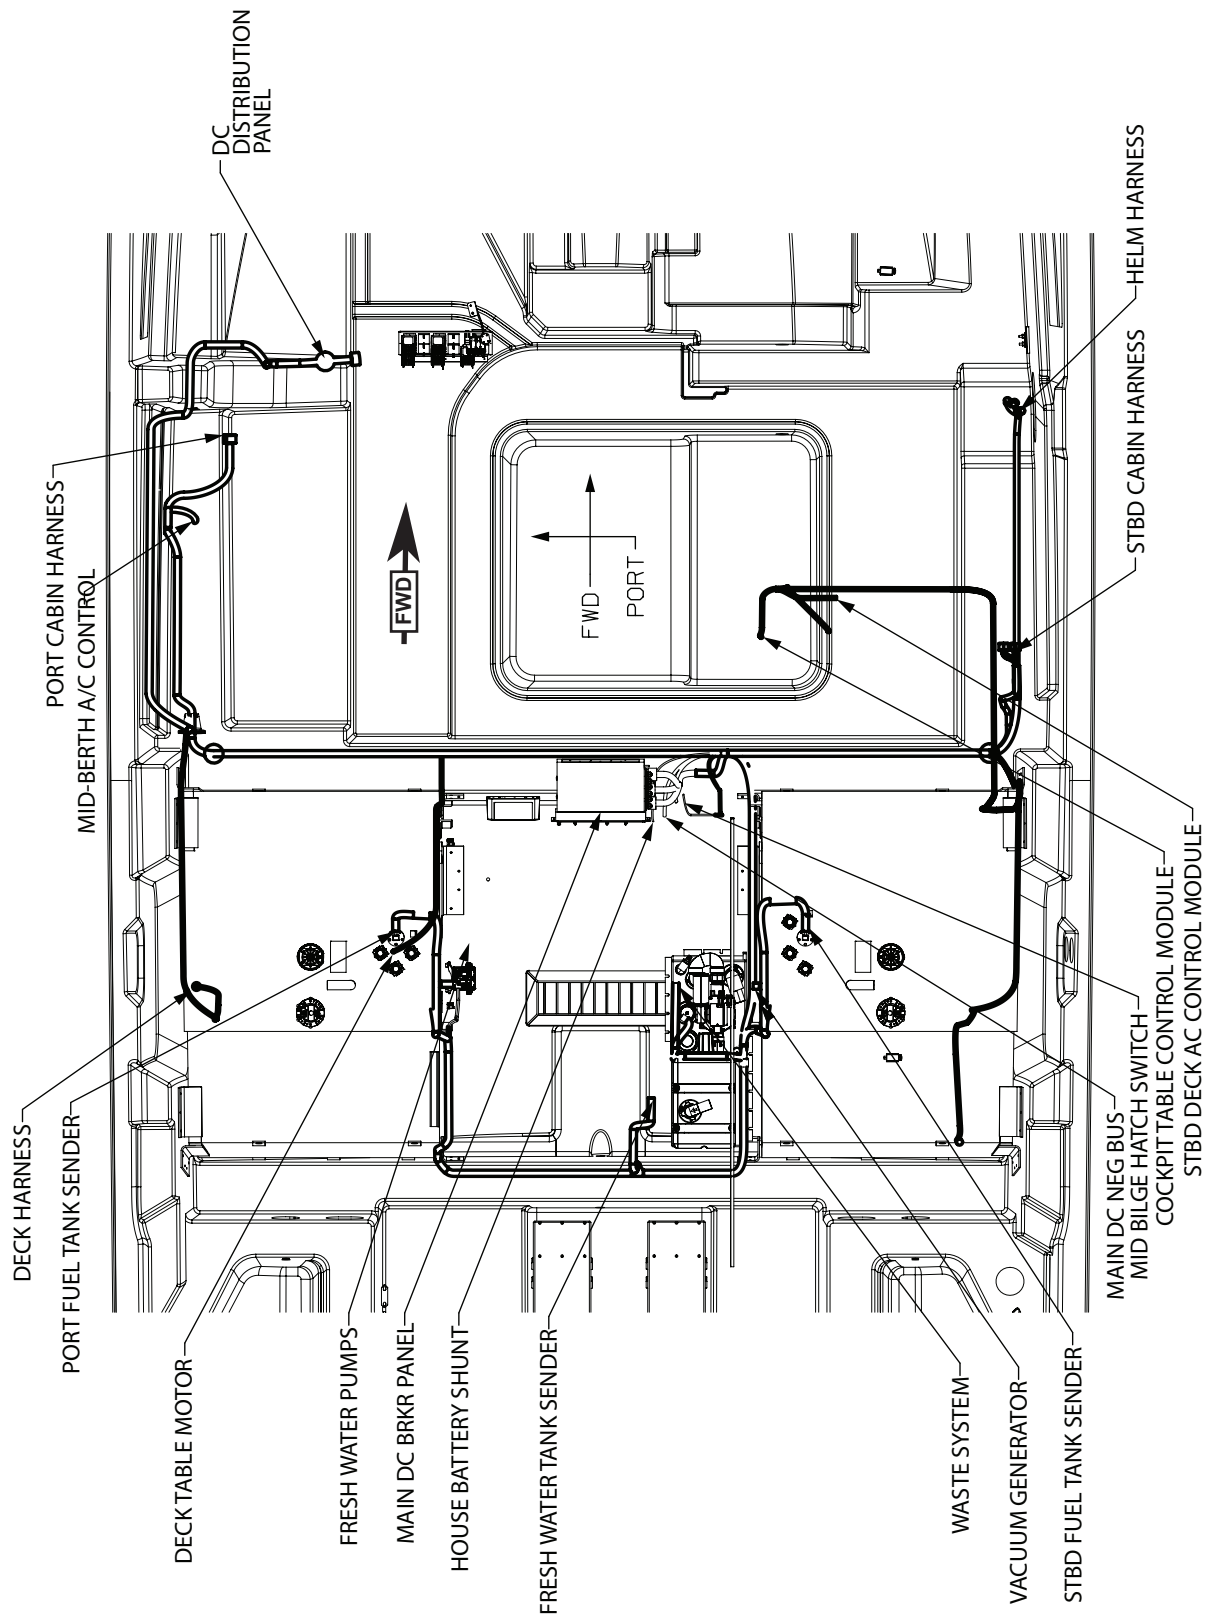 DC
DISTRIBUTION
PANEL
HELM HARNESS
STBD CABIN HARNESS
PORT CABIN HARNESS
MID-BERTH A/C CONTROL
FWD
FWD
PORT
DECK HARNESS
PORT FUEL TANK SENDER
DECK TABLE MOTOR
FRESH WATER PUMPS
MAIN DC BRKR PANEL
HOUSE BATTERY SHUNT
FRESH WATER TANK SENDER
WASTE SYSTEM
VACUUM GENERATOR
STBD FUEL TANK SENDER
MAIN DC NEG BUS
MID BILGE HATCH SWITCH
COCKPIT TABLE CONTROL MODULE
STBD DECK AC CONTROL MODULE